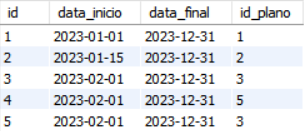 id data_inicio data_final id_plano
1 2023-01-01 2023-12-31 1
2 2023-01-15 2023-12-31 2
3 2023-02-01 2023-12-31 3
4 2023-02-01 2023-12-31 5
5 2023-02-01 2023-12-31 3